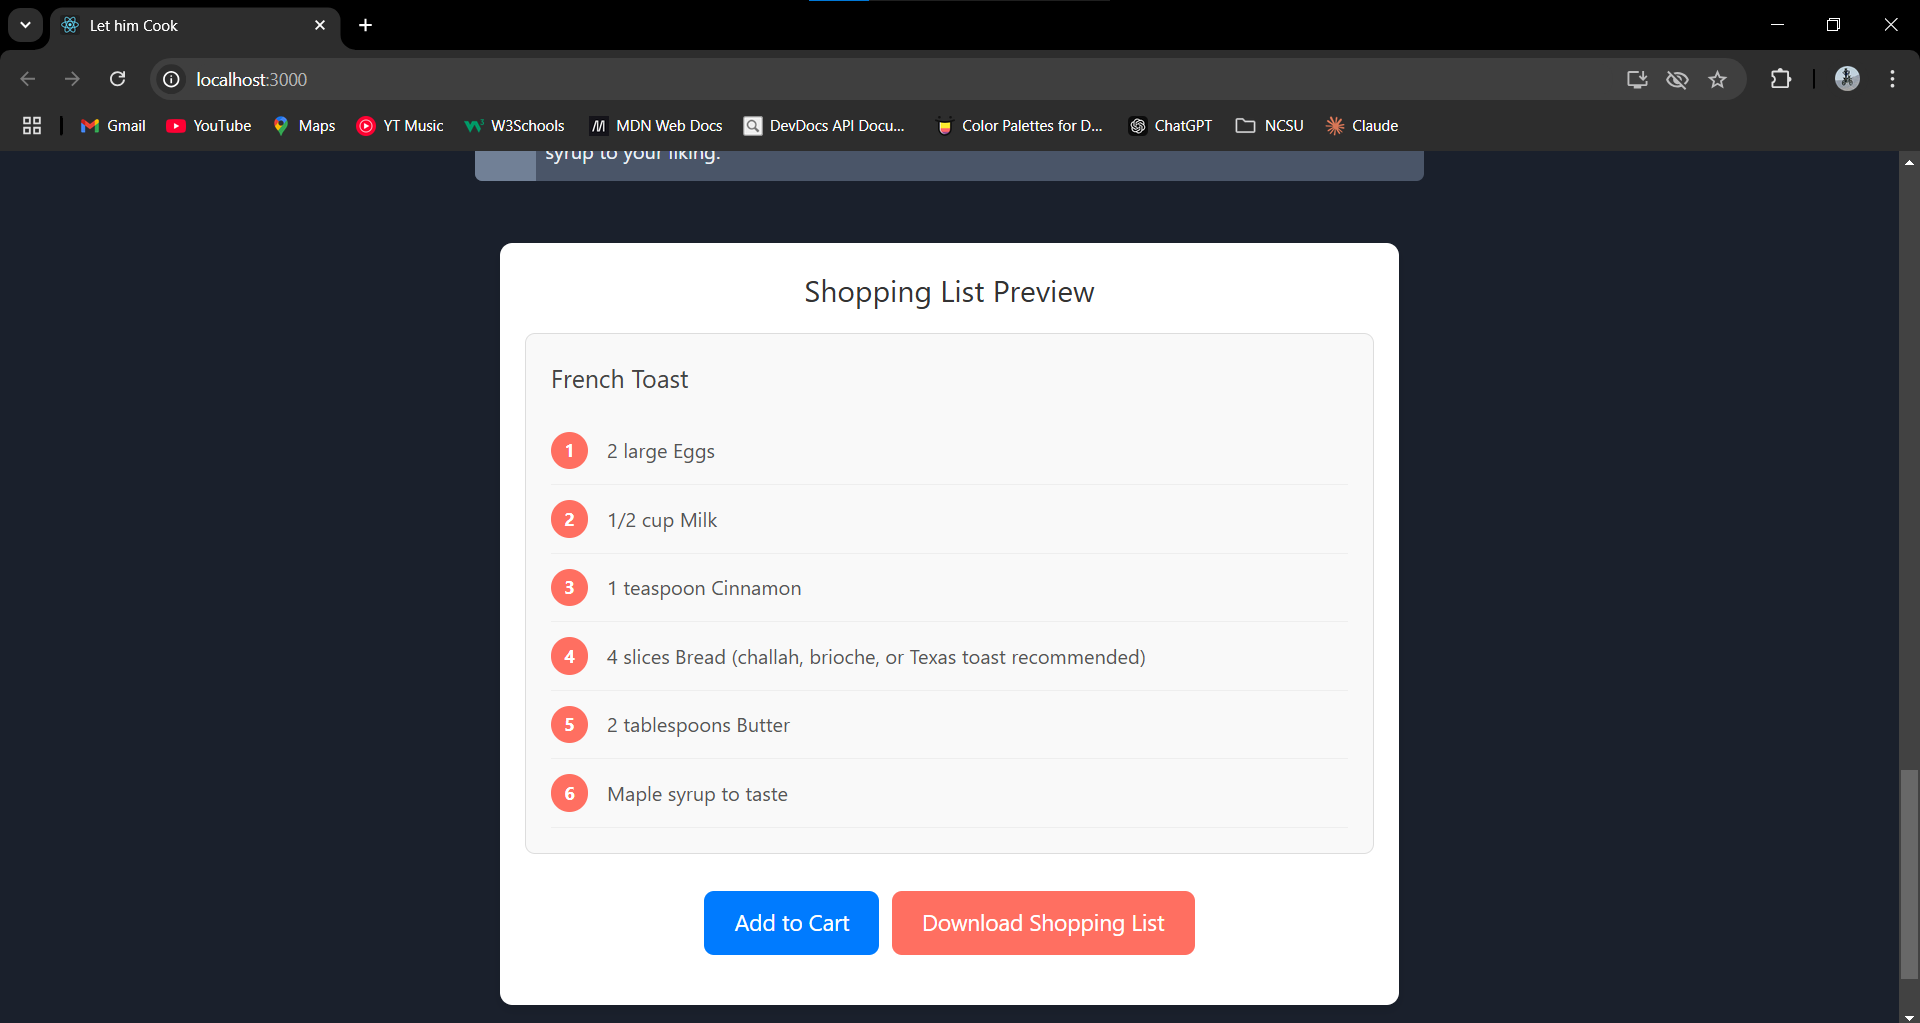 Let him Cook
localhost:3000
Gmail
YouTube
Maps
YT Music
W3Schools
MDN Web Docs
DevDocs API Docu...
Color Palettes for D...
ChatGPT
NCSU
Claude
syrup to your liking.
Shopping List Preview
French Toast
1 2 large Eggs
2 1/2 cup Milk
3 1 teaspoon Cinnamon
4 4 slices Bread (challah, brioche, or Texas toast recommended)
5 2 tablespoons Butter
6 Maple syrup to taste
Add to Cart
Download Shopping List